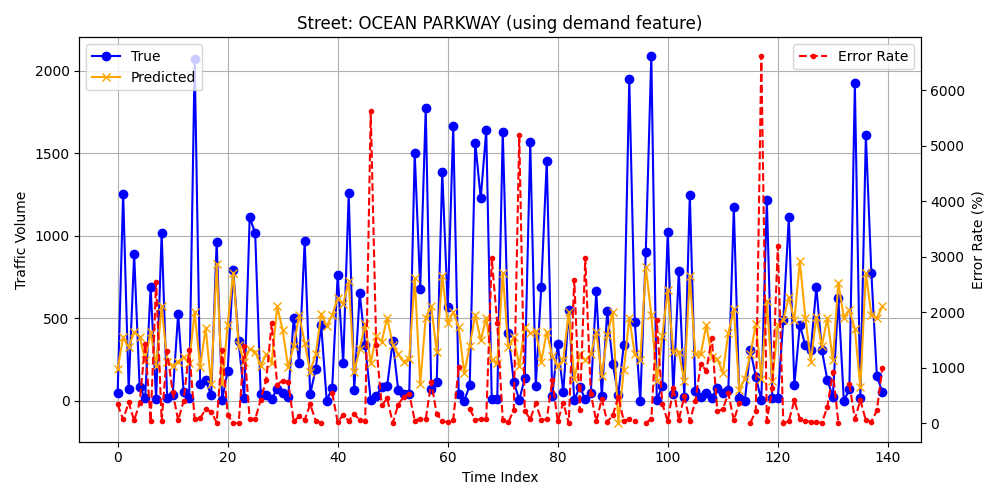 Street: OCEAN PARKWAY (using demand feature)
True
Predicted
Error Rate
Traffic Volume
2000
1500
1000
500
0
6000
5000
4000
3000
2000
1000
0
Error Rate (%)
0 20 40 60 80 100 120 140
Time Index